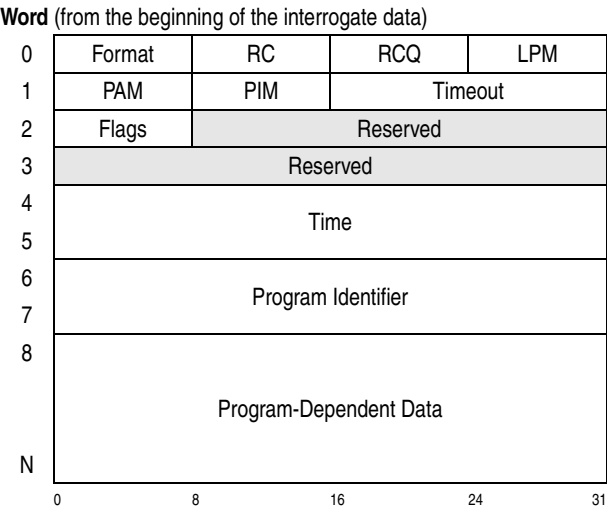 Word (from the beginning of the interrogate data)
0 Format RC RCQ LPM
1 PAM PIM Timeout
2 Flags Reserved
3 Reserved
4
Time
5
6
Program Identifier
7
8
Program-Dependent Data
N
0 8 16 24 31